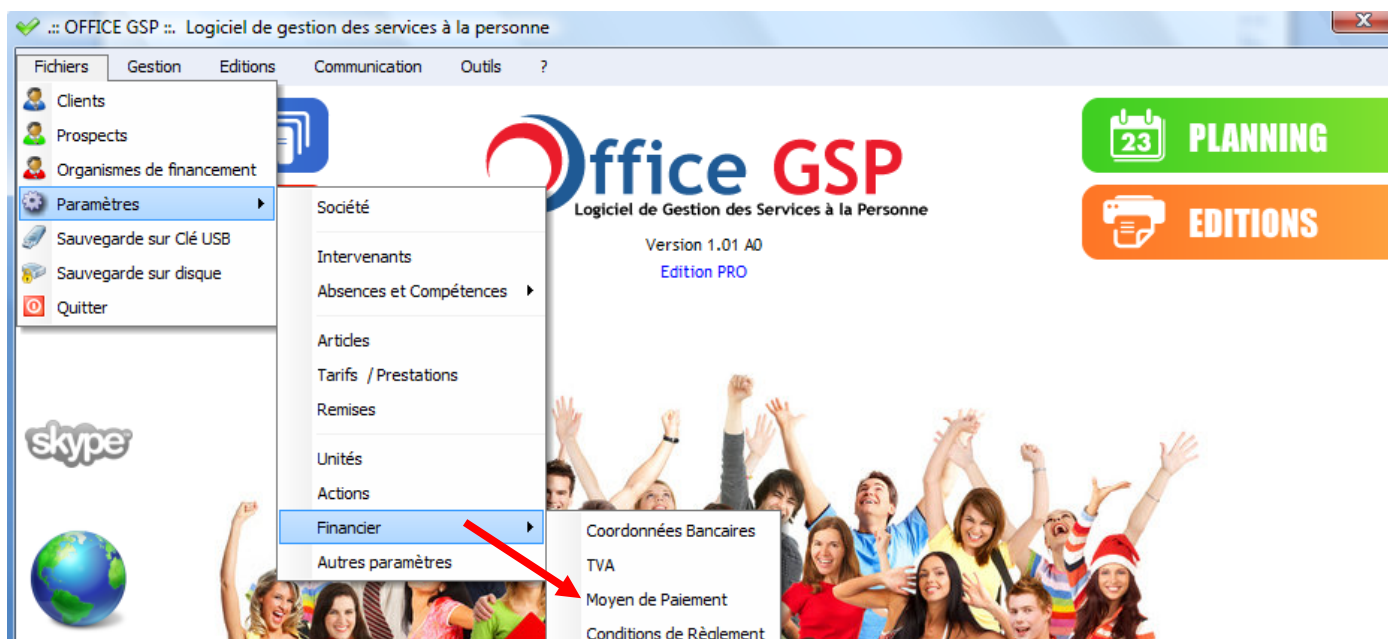 .:: OFFICE GSP ::. Logiciel de gestion des services à la personne
X
Fichiers Gestion Editions Communication Outils ?
Clients
Prospects
Organismes de financement
Paramètres
Sauvegarde sur Clé USB
Sauvegarde sur disque
Quitter
Société
Intervenants
Absences et Compétences
Articles
Tarifs / Prestations
Remises
Unités
Actions
Financier
Autres paramètres
Coordonnées Bancaires
TVA
Moyen de Paiement
Conditions de Règlement
Office GSP
Logiciel de Gestion des Services à la Personne
Version 1.01 A0
Edition PRO
23 PLANNING
EDITIONS
skype